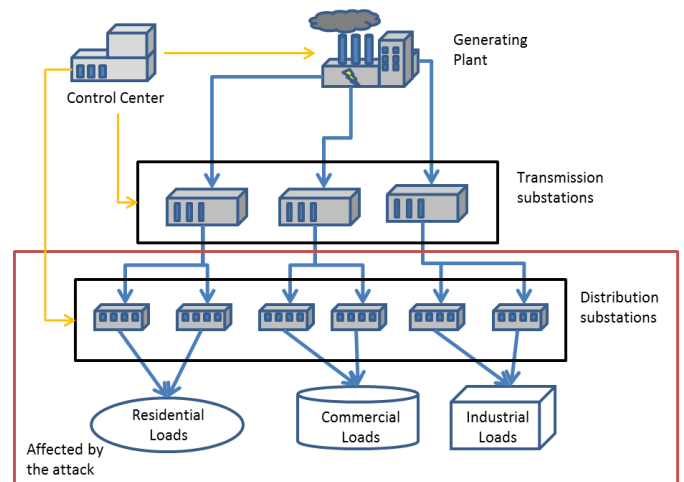 Generating
Plant
Control Center
Transmission
substations
Distribution
substations
Residential
Loads
Commercial
Loads
Industrial
Loads
Affected by
the attack